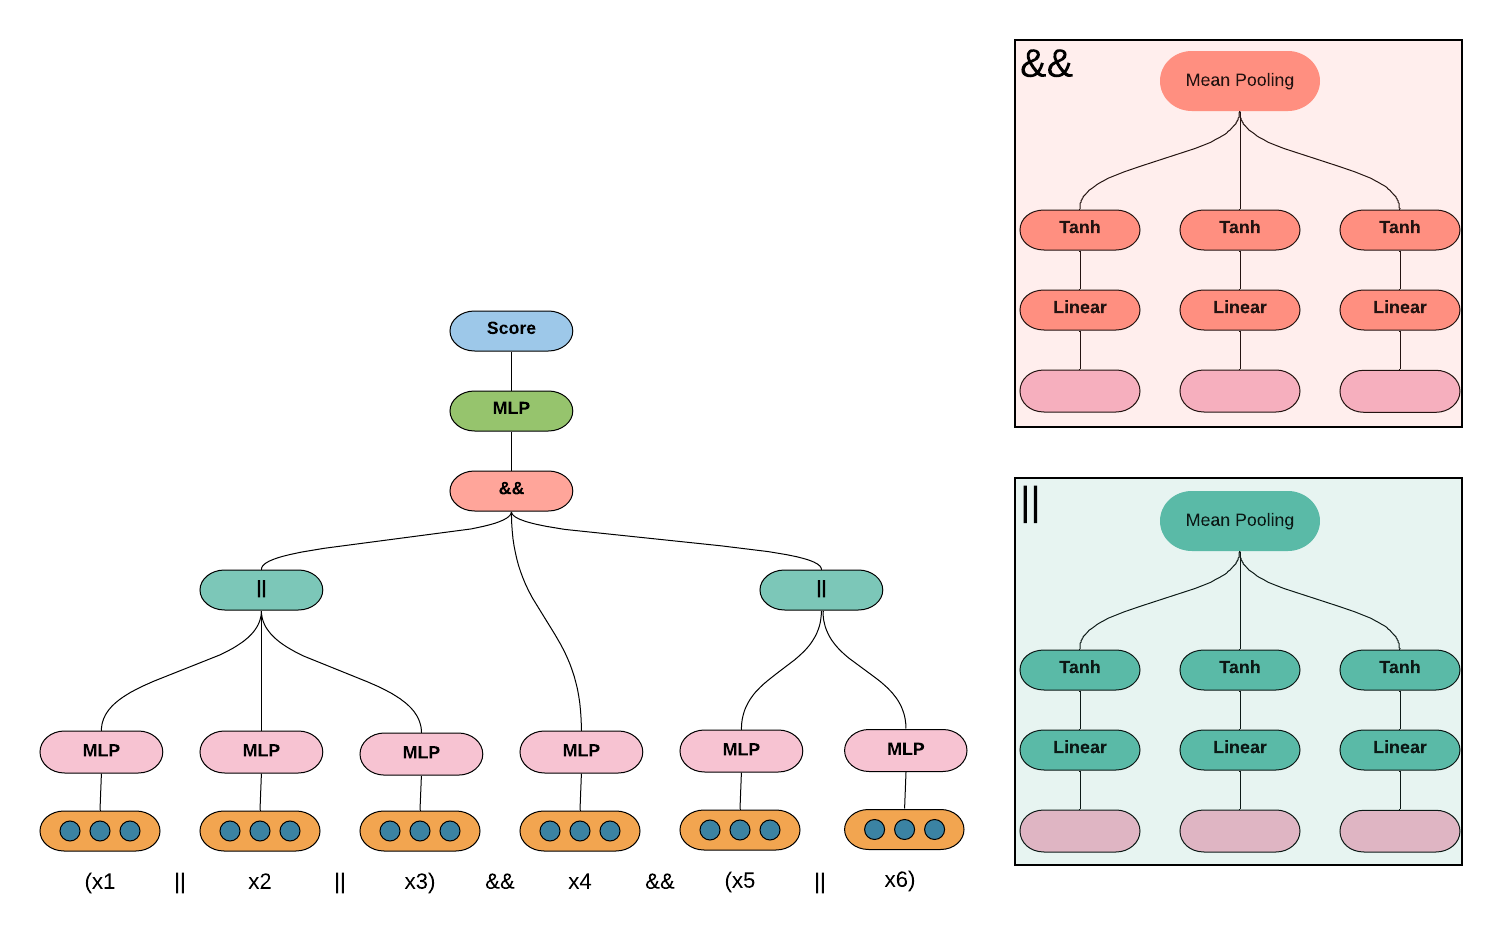 &&
Mean Pooling
Tanh Tanh Tanh
Linear Linear Linear
Score
MLP
&&
|| ||
MLP MLP MLP MLP MLP MLP
(x1 || x2 || x3) && x4 && (x5 || x6)
||
Mean Pooling
Tanh Tanh Tanh
Linear Linear Linear